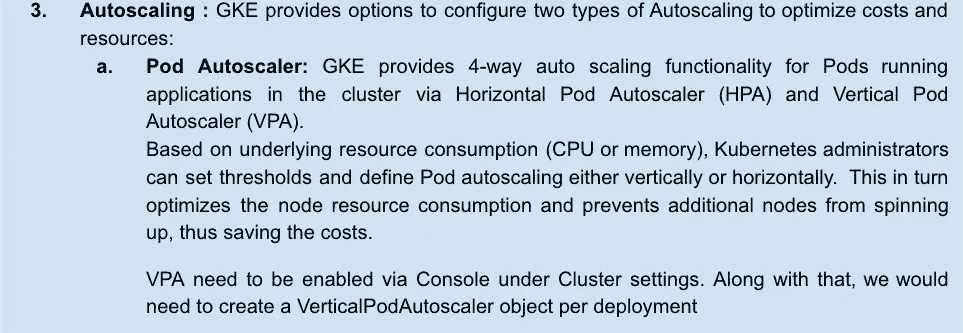 3. Autoscaling : GKE provides options to configure two types of Autoscaling to optimize costs and
resources:
a. Pod Autoscaler: GKE provides 4-way auto scaling functionality for Pods running
applications in the cluster via Horizontal Pod Autoscaler (HPA) and Vertical Pod
Autoscaler (VPA).
Based on underlying resource consumption (CPU or memory), Kubernetes administrators
can set thresholds and define Pod autoscaling either vertically or horizontally. This in turn
optimizes the node resource consumption and prevents additional nodes from spinning
up, thus saving the costs.
VPA need to be enabled via Console under Cluster settings. Along with that, we would
need to create a VerticalPodAutoscaler object per deployment